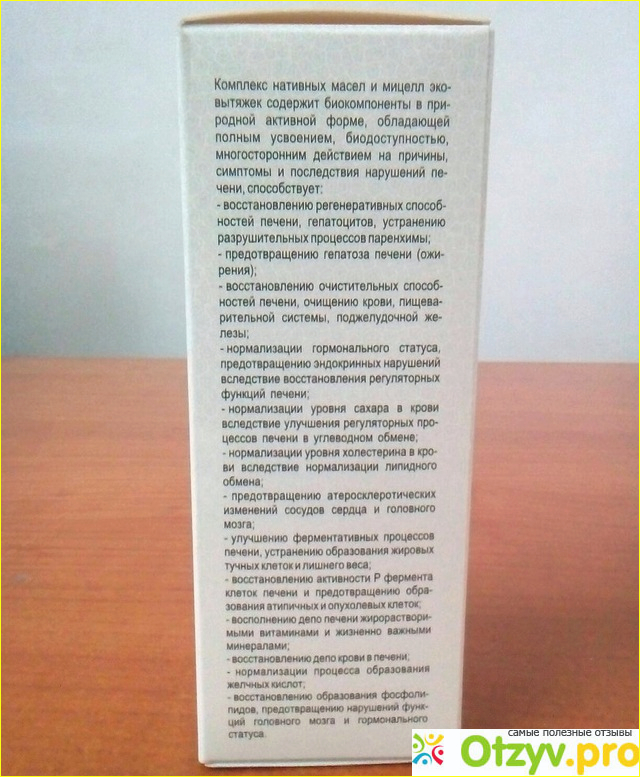 Комплекс нативных масел и мицелл эко-
вытяжек содержит биокомпоненты в при-
родной активной форме, обладающей
полным усвоением, биодоступностью,
многосторонним действием на причины,
симптомы и последствия нарушений пе-
чени, способствует:
- восстановлению регенеративных способ-
ностей печени, гепатоцитов, устранению
разрушительных процессов паренхимы;
- предотвращению гепатоза печени (ожи-
рения);
- восстановлению очистительных способ-
ностей печени, очищению крови, пищева-
рительной системы, поджелудочной же-
лезы;
- нормализации гормонального статуса,
предотвращению эндокринных нарушений
вследствие восстановления регуляторных
функций печени;
- нормализации уровня сахара в крови
вследствие улучшения регуляторных про-
цессов печени в углеводном обмене;
- нормализации уровня холестерина в кро-
ви вследствие нормализации липидного
обмена;
- предотвращению атеросклеротических
изменений сосудов сердца и головного
мозга;
- улучшению ферментативных процессов
печени, устранению образования жировых
тучных клеток и лишнего веса;
- восстановлению активности Р фермента
клеток печени и предотвращению обра-
зования атипичных и опухолевых клеток;
- восполнению депо печени жирораствори-
мыми витаминами и жизненно важными
минералами;
- восстановлению депо крови в печени;
- нормализации процесса образования
желчных кислот;
- восстановлению образования фосфоли-
пидов, предотвращению нарушений функ-
ций головного мозга и гормонального
статуса.
самые полезные отзывы
Otzyv.pro